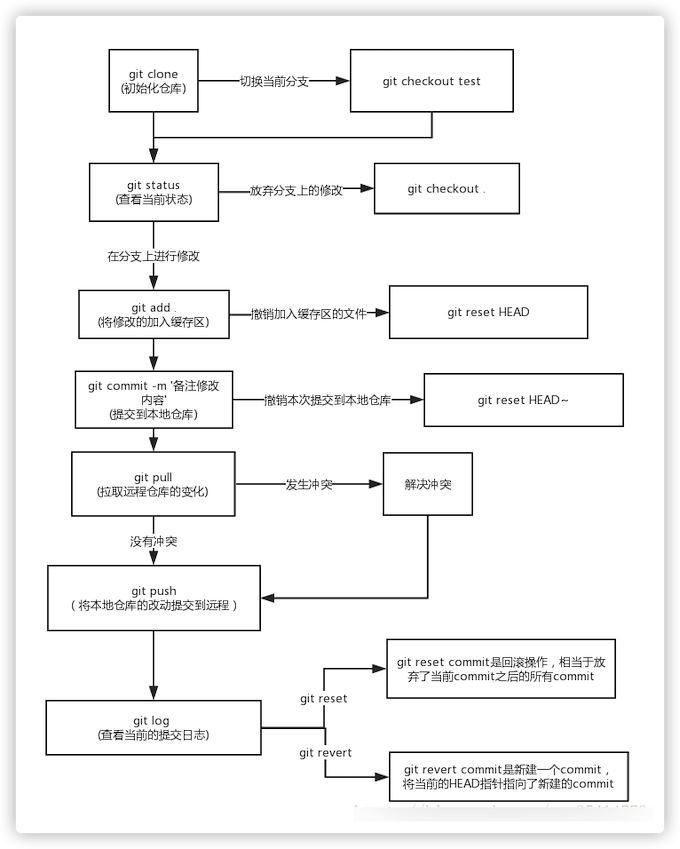 git clone
(初始化仓库)
切换当前分支
git checkout test
git status
(查看当前状态)
放弃分支上的修改
git checkout .
在分支上进行修改
git add .
(将修改的加入缓存区)
撤销加入缓存区的文件
git reset HEAD
git commit -m '备注修改
内容'
(提交到本地仓库)
撤销本次提交到本地仓库
git reset HEAD~
git pull
(拉取远程仓库的变化)
发生冲突
解决冲突
没有冲突
git push
( 将本地仓库的改动提交到远程 )
git log
(查看当前的提交日志)
git reset
git reset commit是回滚操作，相当于放
弃了当前commit之后的所有commit
git revert
git revert commit是新建一个commit，
将当前的HEAD指针指向了新建的commit